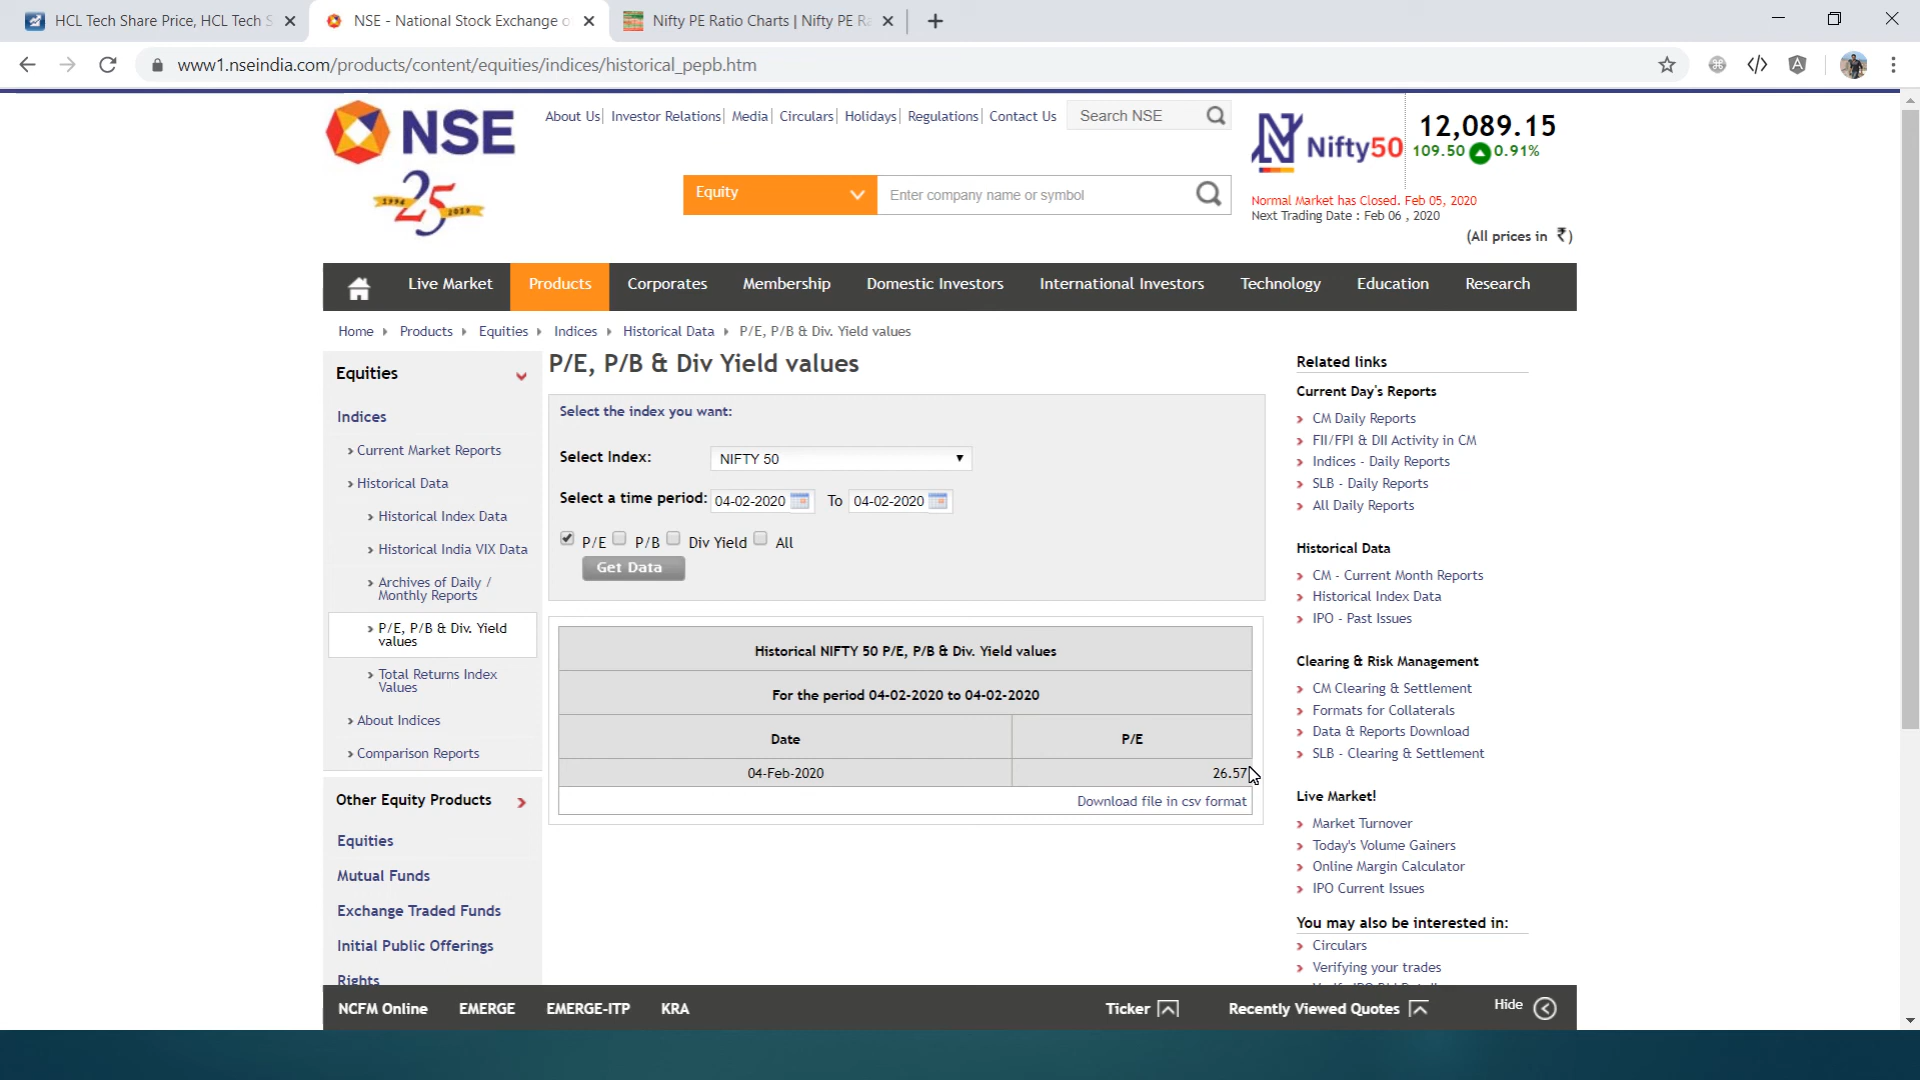 HCL Tech Share Price, HCL Tech S
NSE - National Stock Exchange o
Nifty PE Ratio Charts | Nifty PE Ra
www1.nseindia.com/products/content/equities/indices/historical_pepb.htm
NSE
1994 25 2019
About Us| Investor Relations| Media| Circulars| Holidays| Regulations| Contact Us
Search NSE
Equity
Enter company name or symbol
Nifty50
12,089.15
109.50 0.91%
Normal Market has Closed. Feb 05, 2020
Next Trading Date : Feb 06 , 2020
(All prices in ₹)
Live Market Products Corporates Membership Domestic Investors International Investors Technology Education Research
Home Products Equities Indices Historical Data P/E, P/B & Div. Yield values
Equities
Indices
Current Market Reports
Historical Data
Historical Index Data
Historical India VIX Data
Archives of Daily /
Monthly Reports
P/E, P/B & Div. Yield
values
Total Returns Index
Values
About Indices
Comparison Reports
Other Equity Products
Equities
Mutual Funds
Exchange Traded Funds
Initial Public Offerings
Rights
P/E, P/B & Div Yield values
Select the index you want:
Select Index: NIFTY 50
Select a time period: 04-02-2020 To 04-02-2020
P/E P/B Div Yield All
Get Data
Historical NIFTY 50 P/E, P/B & Div. Yield values
For the period 04-02-2020 to 04-02-2020
Date P/E
04-Feb-2020 26.57
Download file in csv format
Related links
Current Day's Reports
CM Daily Reports
FII/FPI & DII Activity in CM
Indices - Daily Reports
SLB - Daily Reports
All Daily Reports
Historical Data
CM - Current Month Reports
Historical Index Data
IPO - Past Issues
Clearing & Risk Management
CM Clearing & Settlement
Formats for Collaterals
Data & Reports Download
SLB - Clearing & Settlement
Live Market!
Market Turnover
Today's Volume Gainers
Online Margin Calculator
IPO Current Issues
You may also be interested in:
Circulars
Verifying your trades
NCFM Online EMERGE EMERGE-ITP KRA
Ticker Recently Viewed Quotes Hide